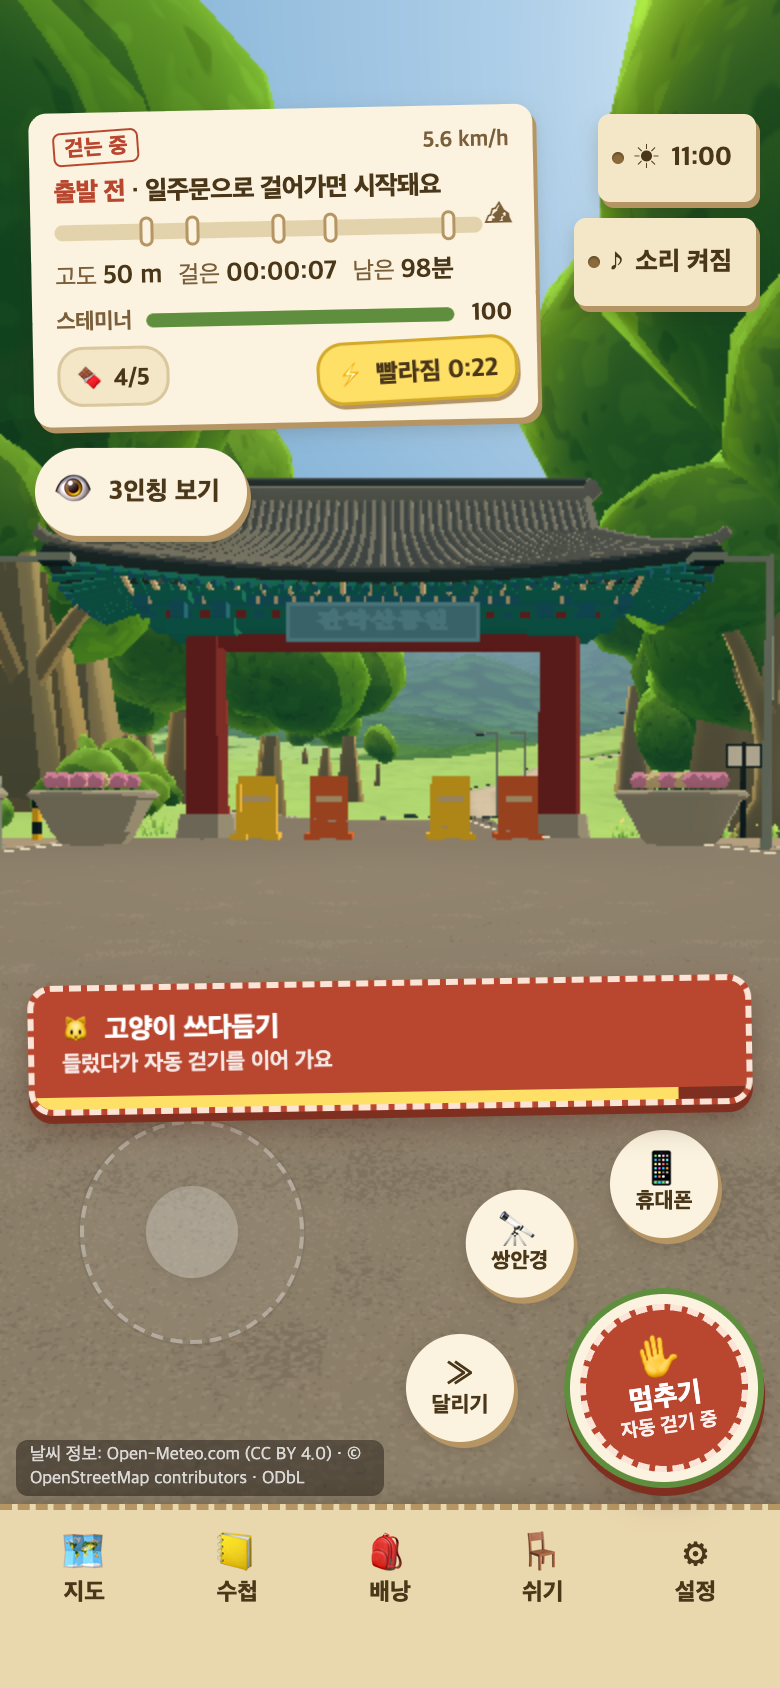 걷는 중
5.6 km/h
출발 전 · 일주문으로 걸어가면 시작돼요
고도 50 m 걸은 00:00:07 남은 98분
스테미너 100
4/5
빨라짐 0:22
11:00
소리 켜짐
3인칭 보기
관악산공원
고양이 쓰다듬기
들렀다가 자동 걷기를 이어 가요
휴대폰
쌍안경
달리기
멈추기
자동 걷기 중
날씨 정보: Open-Meteo.com (CC BY 4.0) · ©
OpenStreetMap contributors · ODbL
지도 수첩 배낭 쉬기 설정